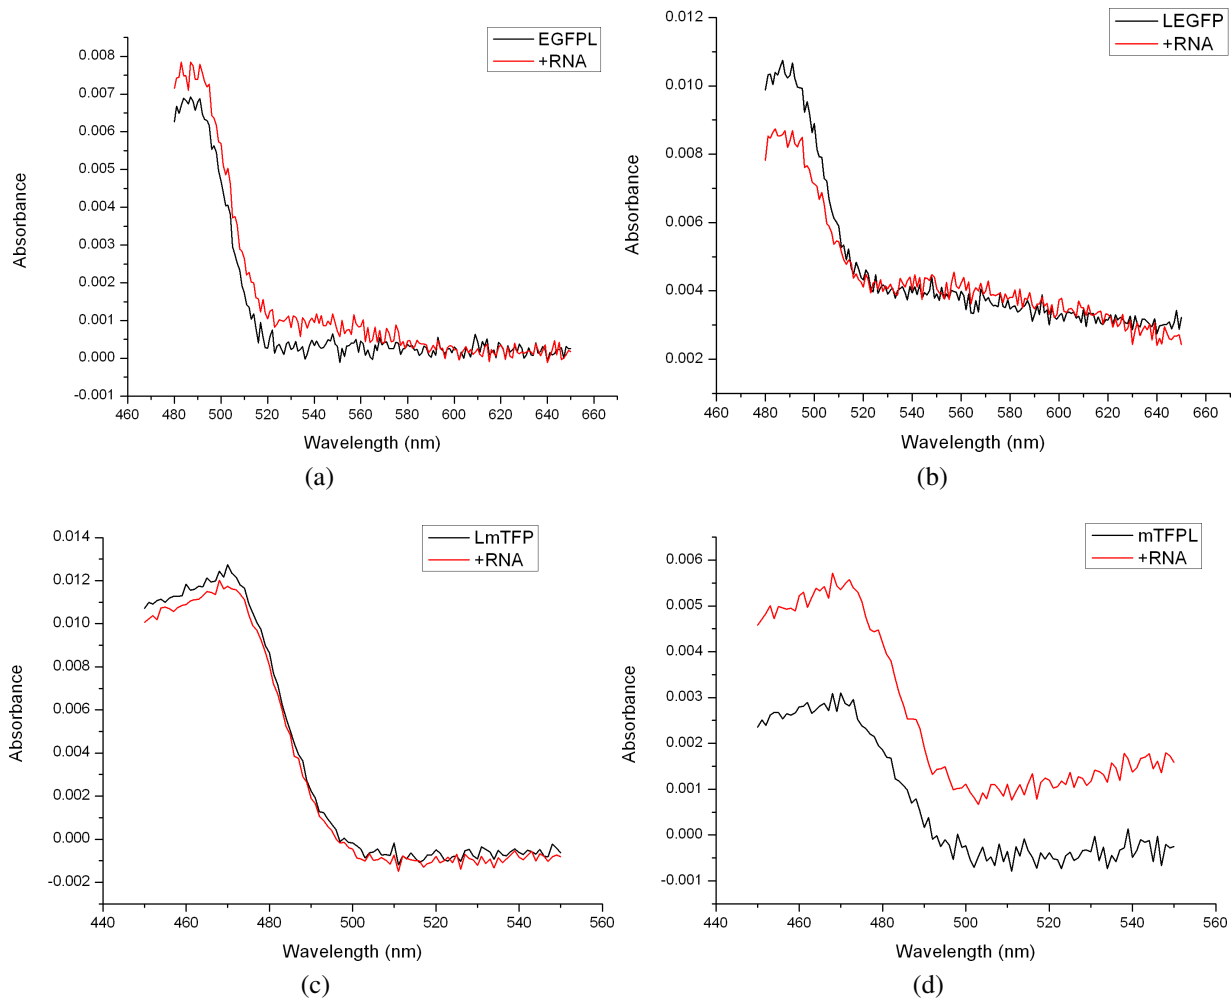 EGFPL
+RNA
0.008
0.007
0.006
0.005
0.004
0.003
0.002
0.001
0.000
-0.001
Absorbance
460 480 500 520 540 560 580 600 620 640 660
Wavelength (nm)
(a)
LEGFP
+RNA
0.012
0.010
0.008
0.006
0.004
0.002
Absorbance
460 480 500 520 540 560 580 600 620 640 660
Wavelength (nm)
(b)
LmTFP
+RNA
0.014
0.012
0.010
0.008
0.006
0.004
0.002
0.000
-0.002
Absorbance
440 460 480 500 520 540 560
Wavelength (nm)
(c)
mTFPL
+RNA
0.006
0.005
0.004
0.003
0.002
0.001
0.000
-0.001
Absorbance
440 460 480 500 520 540 560
Wavelength (nm)
(d)